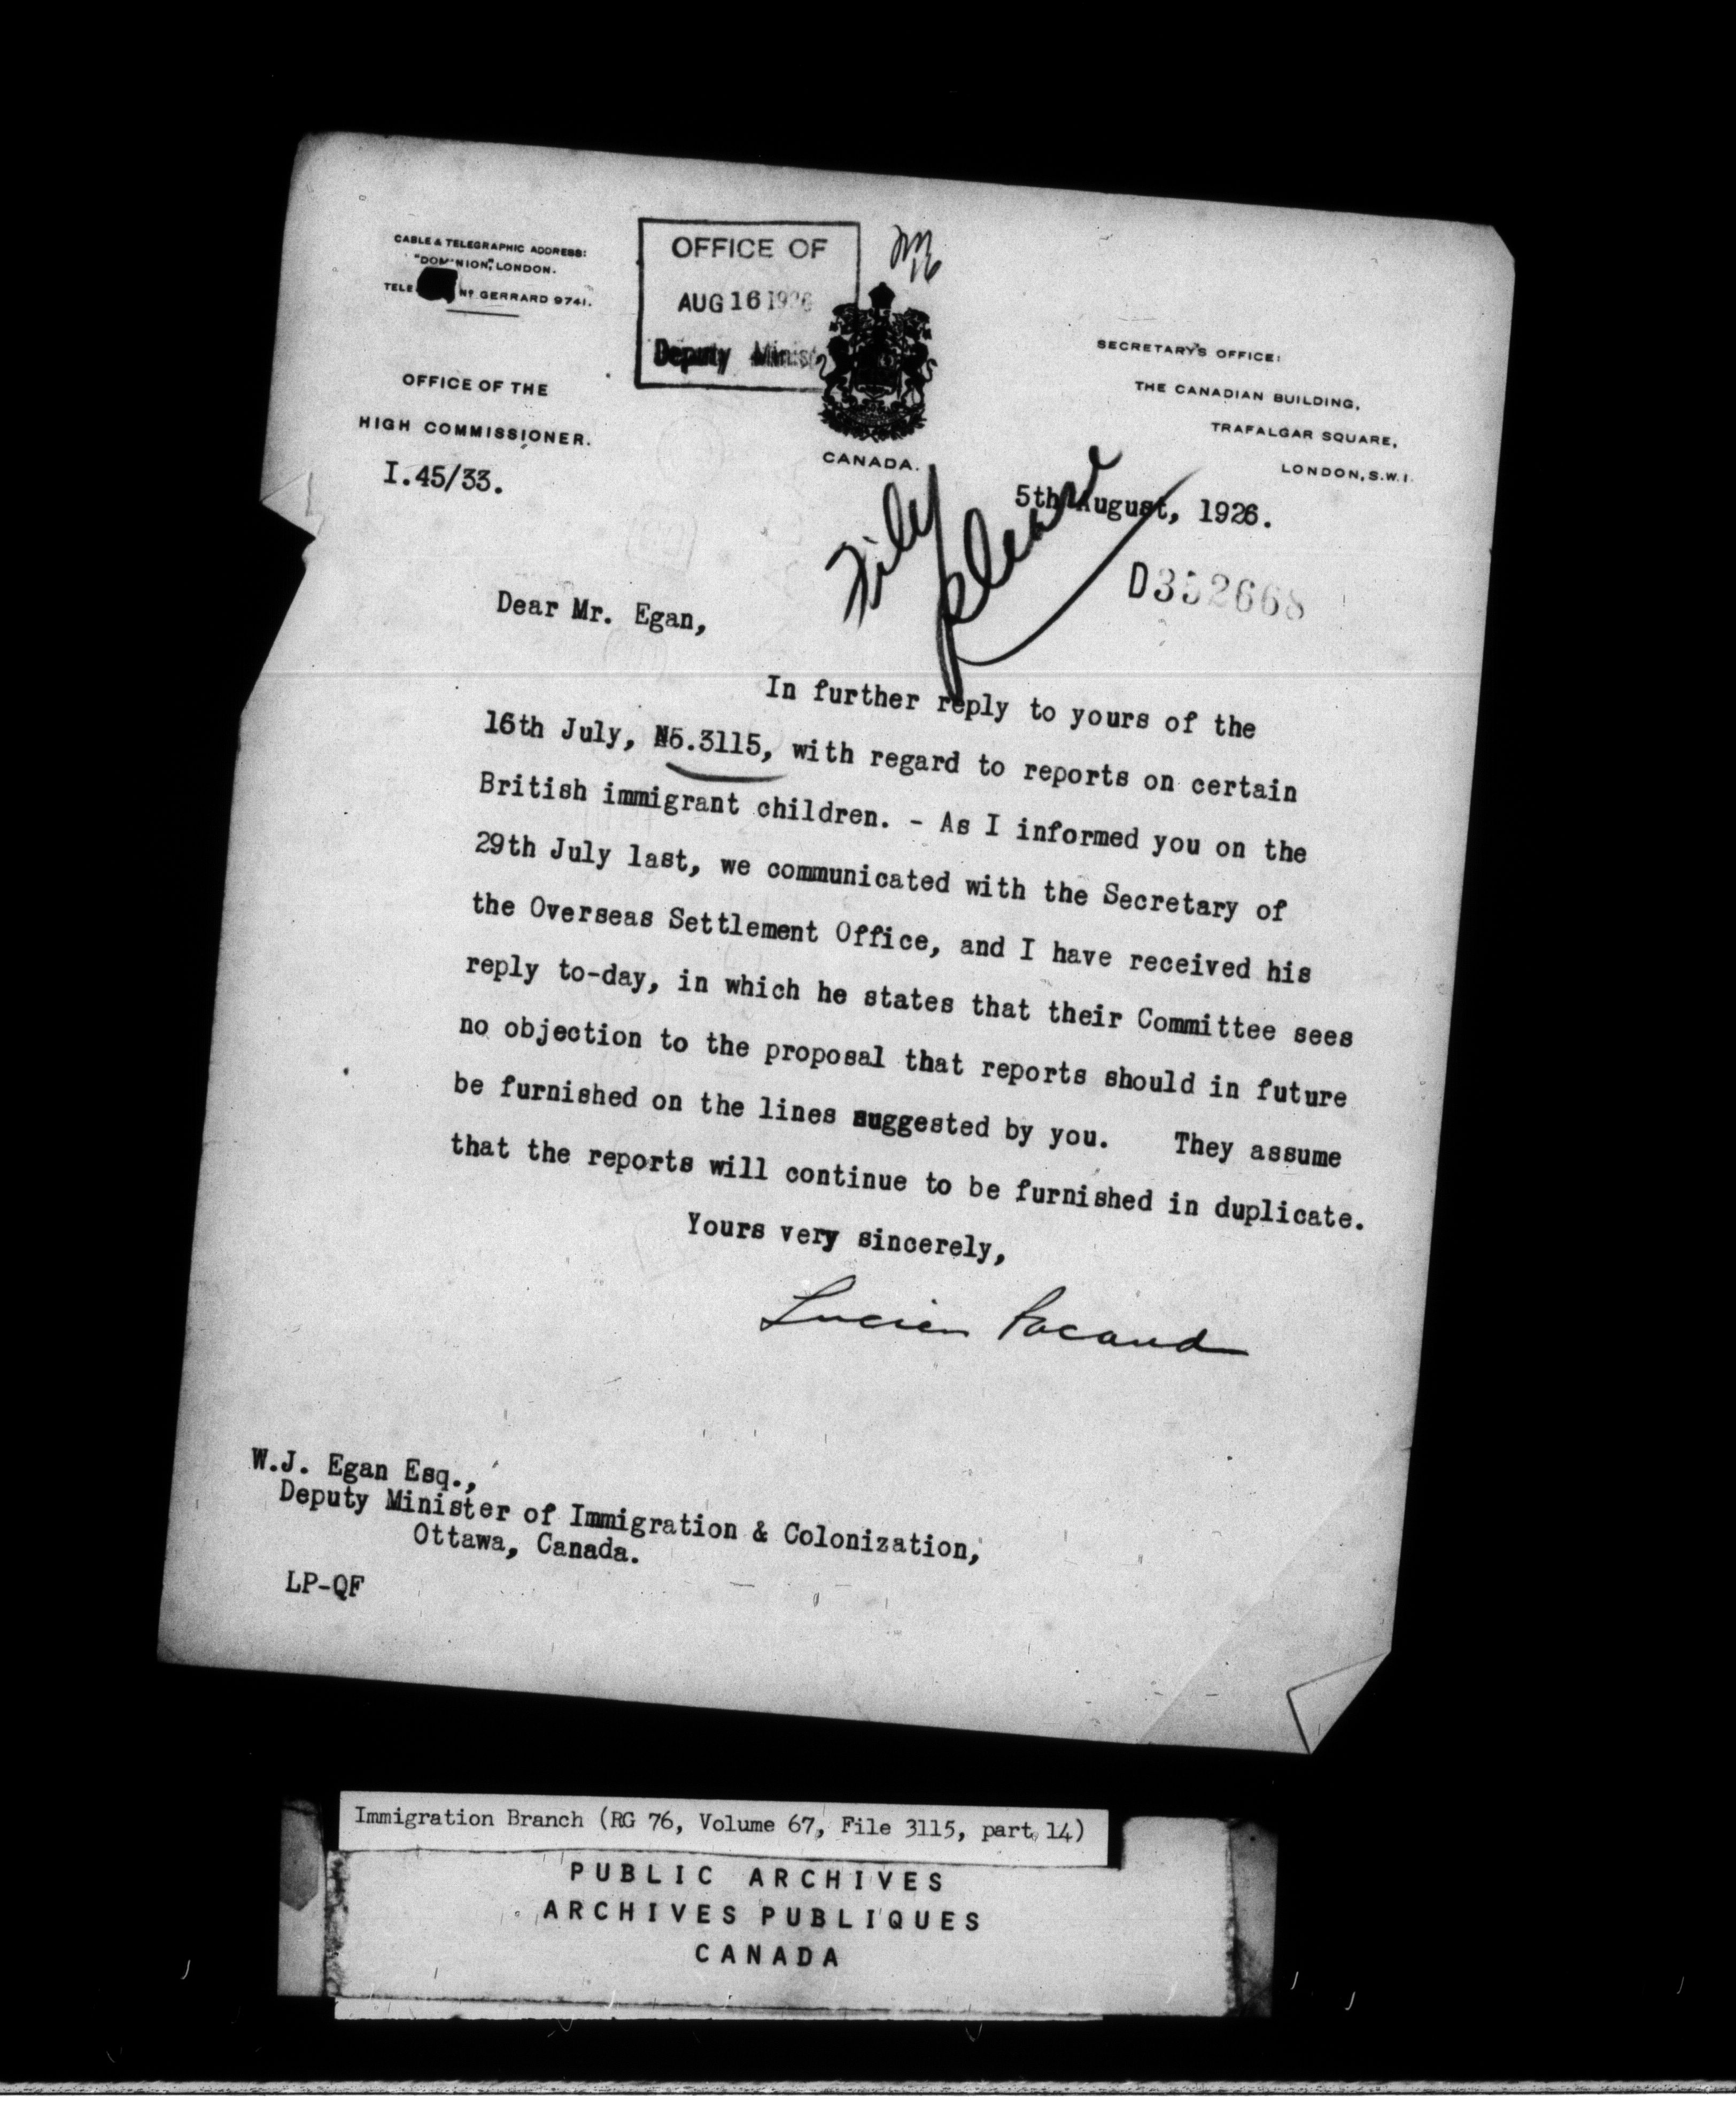 CABLE & TELEGRAPHIC ADDRESS:
"DOMINION", LONDON.
TELE Nº GERRARD 9741.
OFFICE OF
AUG 16 1926
Deputy Minis
OFFICE OF THE
HIGH COMMISSIONER.
I.45/33.
CANADA.
SECRETARY'S OFFICE:
THE CANADIAN BUILDING,
TRAFALGAR SQUARE,
LONDON, S.W.1.
5th August, 1926.
File
please
D352668
Dear Mr. Egan,
In further reply to yours of the
16th July, No.3115, with regard to reports on certain
British immigrant children. - As I informed you on the
29th July last, we communicated with the Secretary of
the Overseas Settlement Office, and I have received his
reply to-day, in which he states that their Committee sees
no objection to the proposal that reports should in future
be furnished on the lines suggested by you. They assume
that the reports will continue to be furnished in duplicate.
Yours very sincerely,
Lucien Pacaud
W.J. Egan Esq.,
Deputy Minister of Immigration & Colonization,
Ottawa, Canada.
LP-QF
Immigration Branch (RG 76, Volume 67, File 3115, part 14)
PUBLIC ARCHIVES
ARCHIVES PUBLIQUES
CANADA